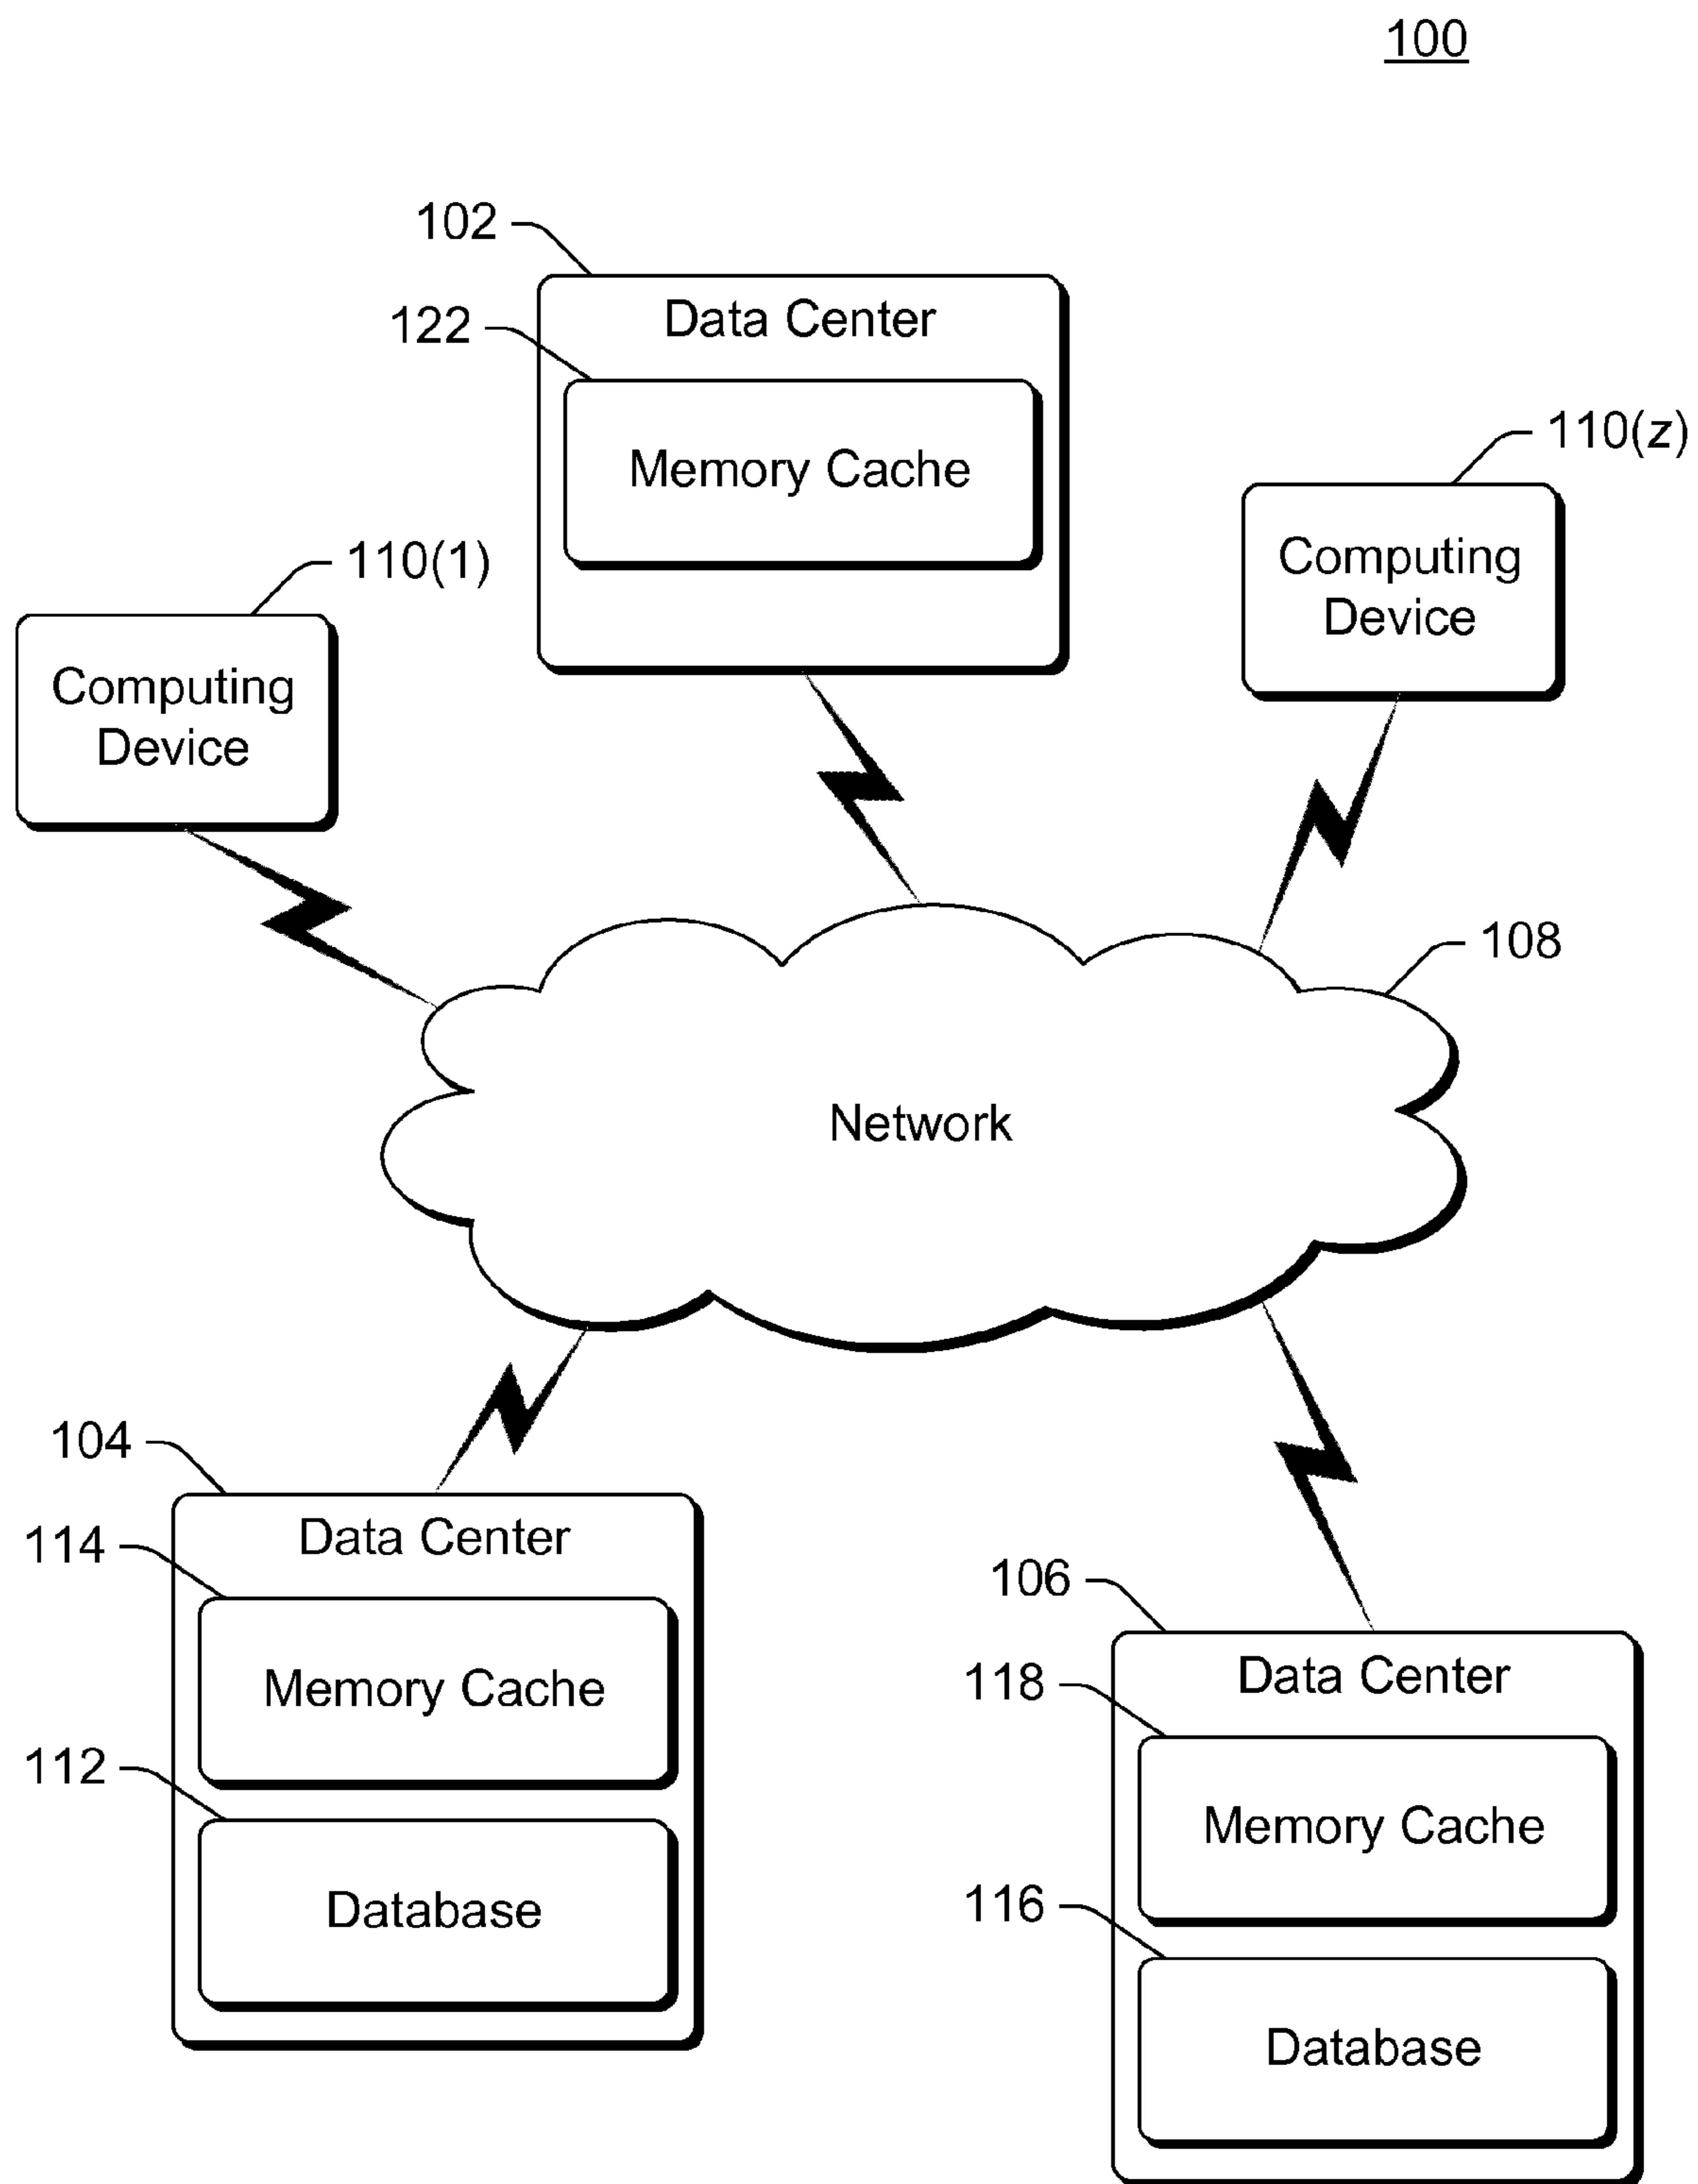 100
102
Data Center
122
Memory Cache
110(z)
Computing
Device
110(1)
Computing
Device
108
Network
104
Data Center
114
Memory Cache
112
Database
106
Data Center
118
Memory Cache
116
Database